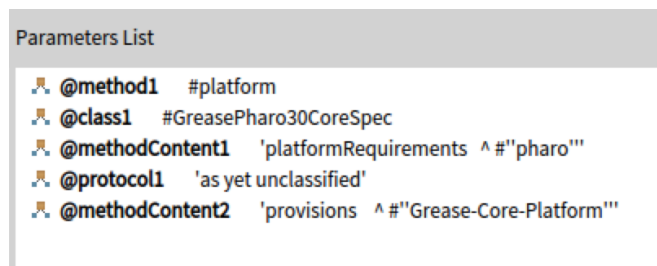 Parameters List
@method1 #platform
@class1 #GreasePharo30CoreSpec
@methodContent1 'platformRequirements ^ #''pharo'''
@protocol1 'as yet unclassified'
@methodContent2 'provisions ^ #''Grease-Core-Platform'''